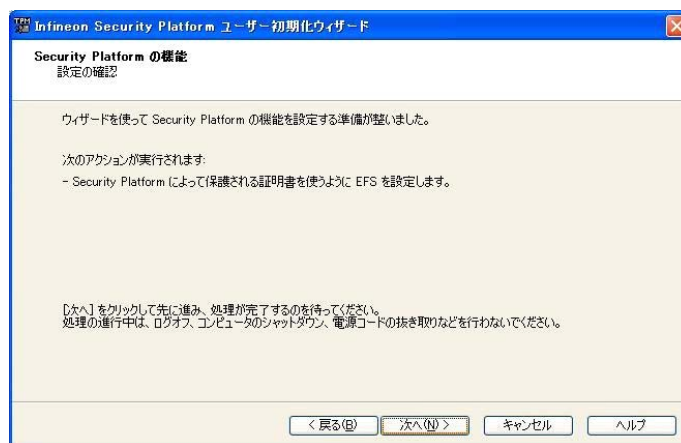 Infineon Security Platform ユーザー初期化ウィザード
Security Platform の機能
設定の確認
ウィザードを使って Security Platform の機能を設定する準備が整いました。
次のアクションが実行されます:
- Security Platform によって保護される証明書を使うように EFS を設定します。
[次へ] をクリックして先に進み、処理が完了するのを待ってください。
処理の進行中は、ログオフ、コンピュータのシャットダウン、電源コードの抜き取りなどを行わないでください。
< 戻る(B) 次へ(N) > キャンセル ヘルプ